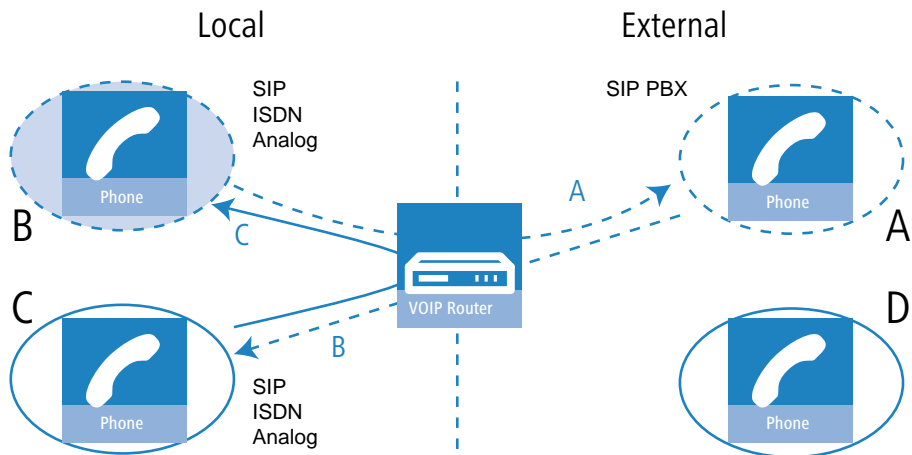 Local
External
SIP
ISDN
Analog
SIP PBX
Phone
Phone
B
C
A
A
C
VOIP Router
D
B
Phone
SIP
ISDN
Analog
Phone